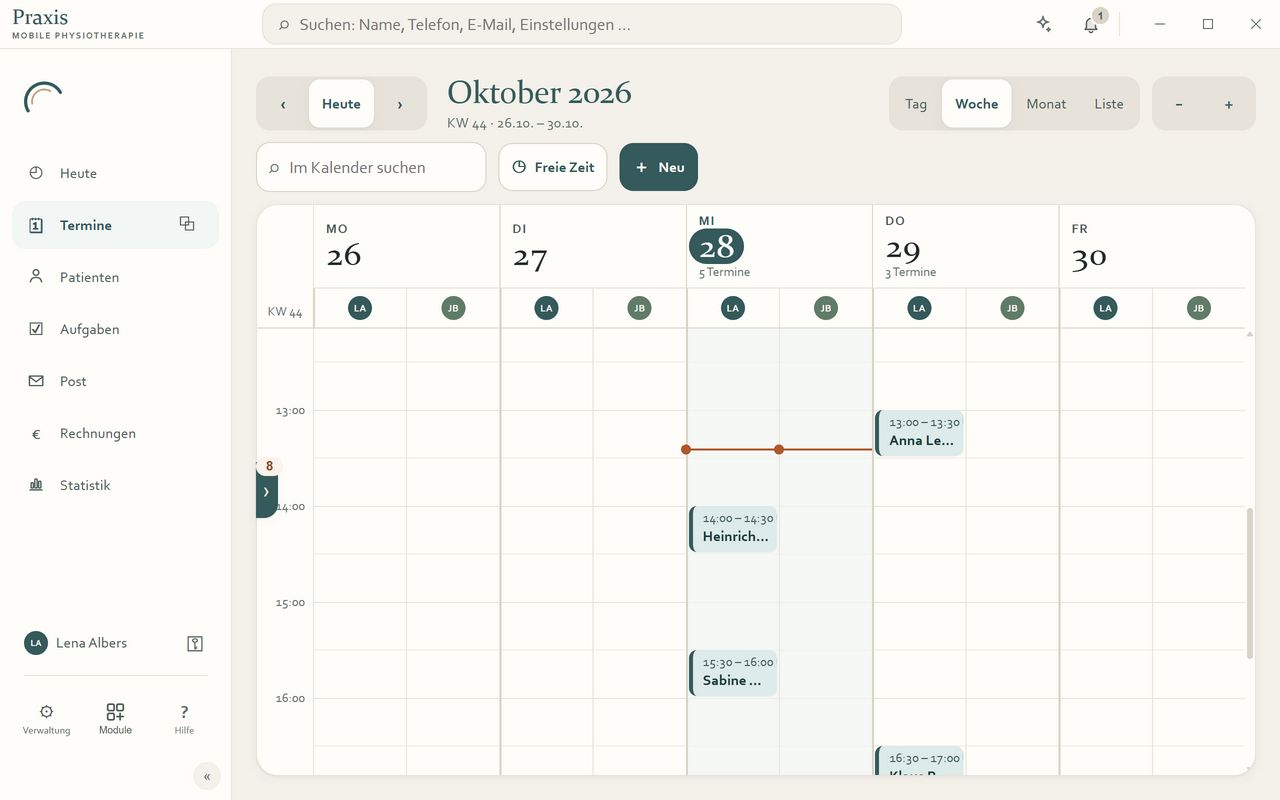 Praxis
MOBILE PHYSIOTHERAPIE
Suchen: Name, Telefon, E-Mail, Einstellungen …
1
Heute
Termine
Patienten
Aufgaben
Post
€ Rechnungen
Statistik
LA Lena Albers
Verwaltung
Module
? Hilfe
«
‹ Heute ›
Oktober 2026
KW 44 · 26.10. – 30.10.
Tag Woche Monat Liste
− +
Im Kalender suchen
Freie Zeit
+ Neu
MO
26
DI
27
MI
28
5 Termine
DO
29
3 Termine
FR
30
KW 44 LA JB LA JB LA JB LA JB LA JB
13:00
14:00
15:00
16:00
8
›
13:00 – 13:30
Anna Le…
14:00 – 14:30
Heinrich…
15:30 – 16:00
Sabine …
16:30 – 17:00